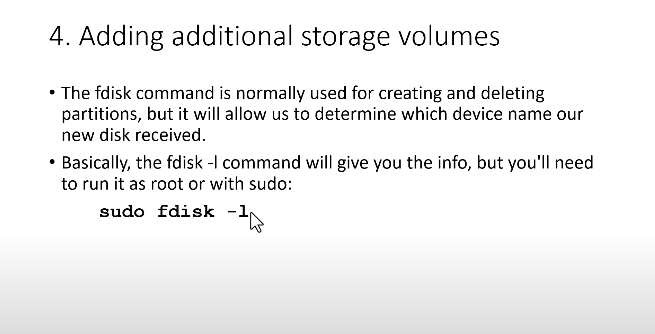 4. Adding additional storage volumes
• The fdisk command is normally used for creating and deleting
partitions, but it will allow us to determine which device name our
new disk received.
• Basically, the fdisk -l command will give you the info, but you'll need
to run it as root or with sudo:
sudo fdisk -l